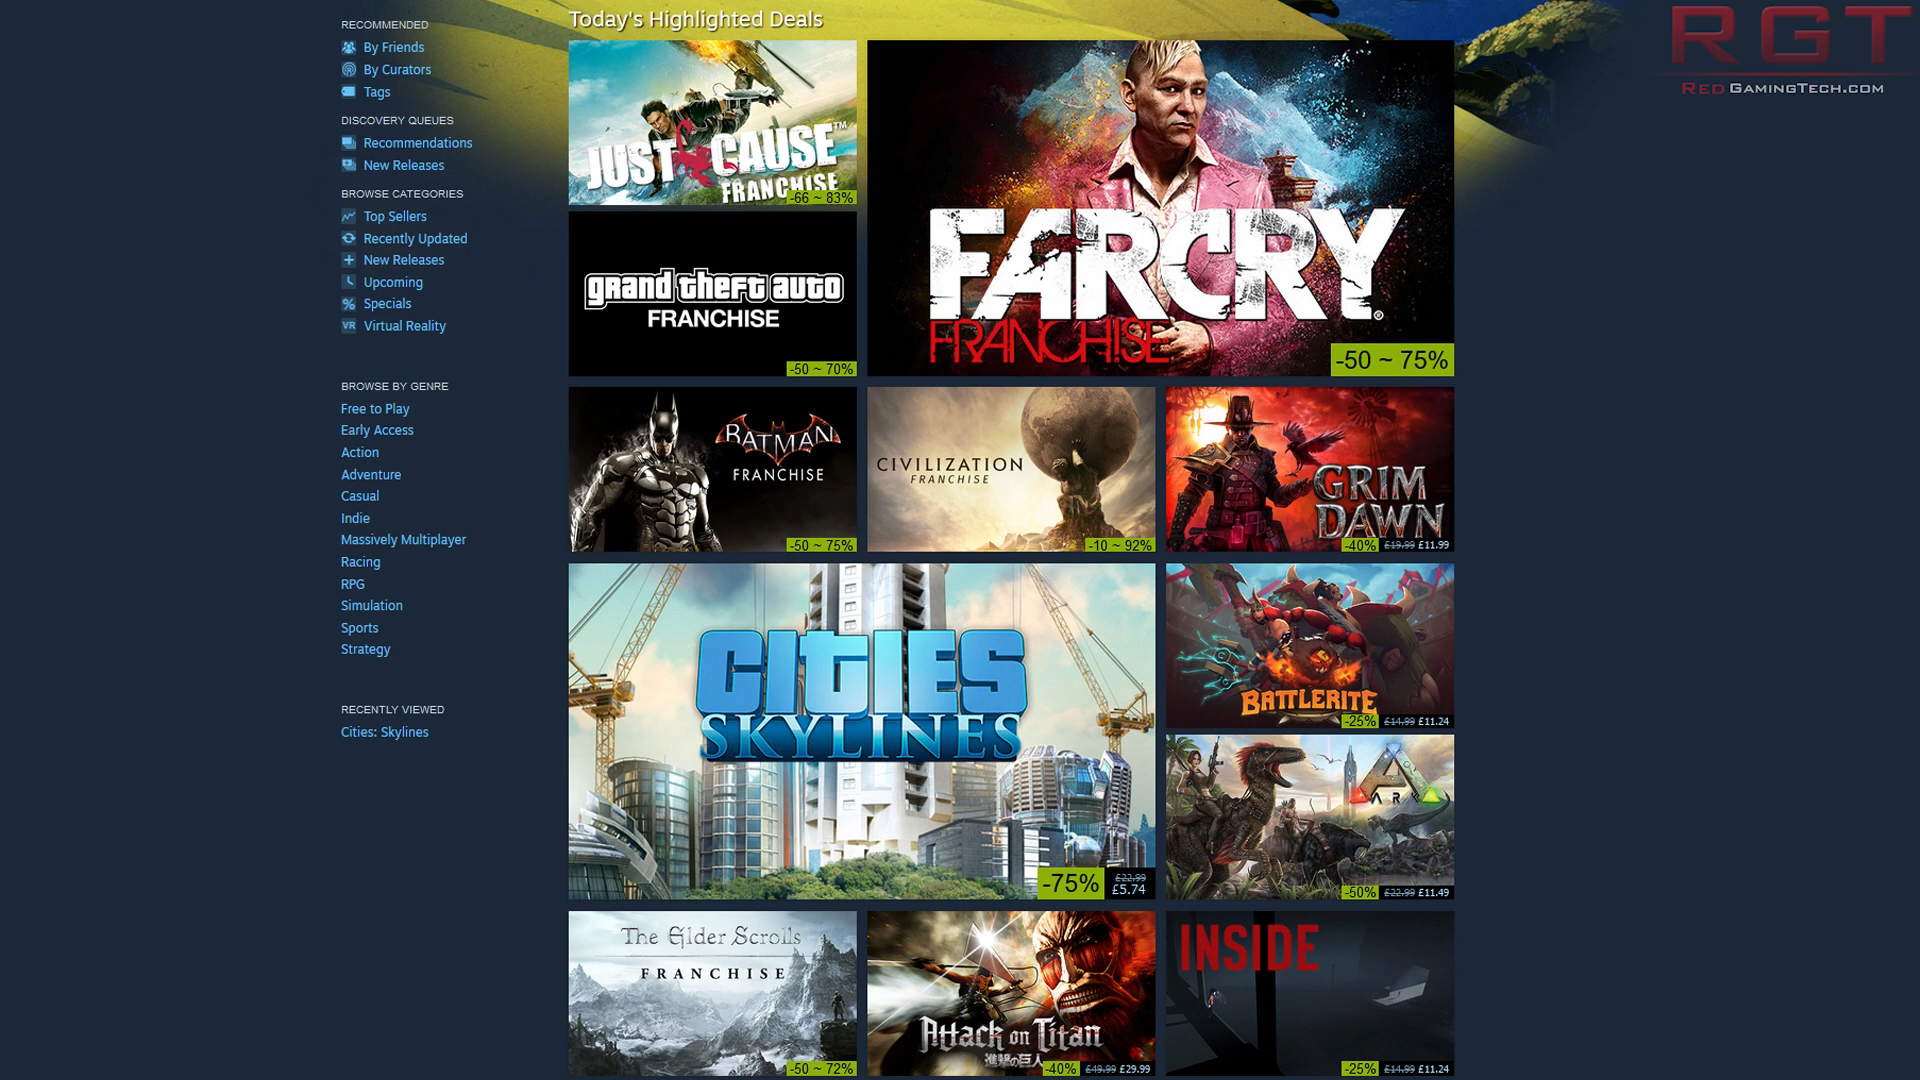 RECOMMENDED
By Friends
By Curators
Tags
DISCOVERY QUEUES
Recommendations
New Releases
BROWSE CATEGORIES
Top Sellers
Recently Updated
New Releases
Upcoming
Specials
VR Virtual Reality
BROWSE BY GENRE
Free to Play
Early Access
Action
Adventure
Casual
Indie
Massively Multiplayer
Racing
RPG
Simulation
Sports
Strategy
RECENTLY VIEWED
Cities: Skylines
Today's Highlighted Deals
JUST CAUSE™
FRANCHISE
-66 ~ 83%
grand theft auto
FRANCHISE
-50 ~ 70%
FARCRY®
FRANCHISE
-50 ~ 75%
BATMAN
FRANCHISE
-50 ~ 75%
CIVILIZATION
FRANCHISE
-10 ~ 92%
GRIM
DAWN
-40% £19.99 £11.99
CITIES
SKYLINES
-75% £22.99
£5.74
BATTLERITE
-25% £14.99 £11.24
ARK
-50% £22.99 £11.49
The Elder Scrolls
FRANCHISE
-50 ~ 72%
Attack on Titan
進撃の巨人
-40% £49.99 £29.99
INSIDE
-25% £14.99 £11.24
RGT
RED GAMINGTECH.COM